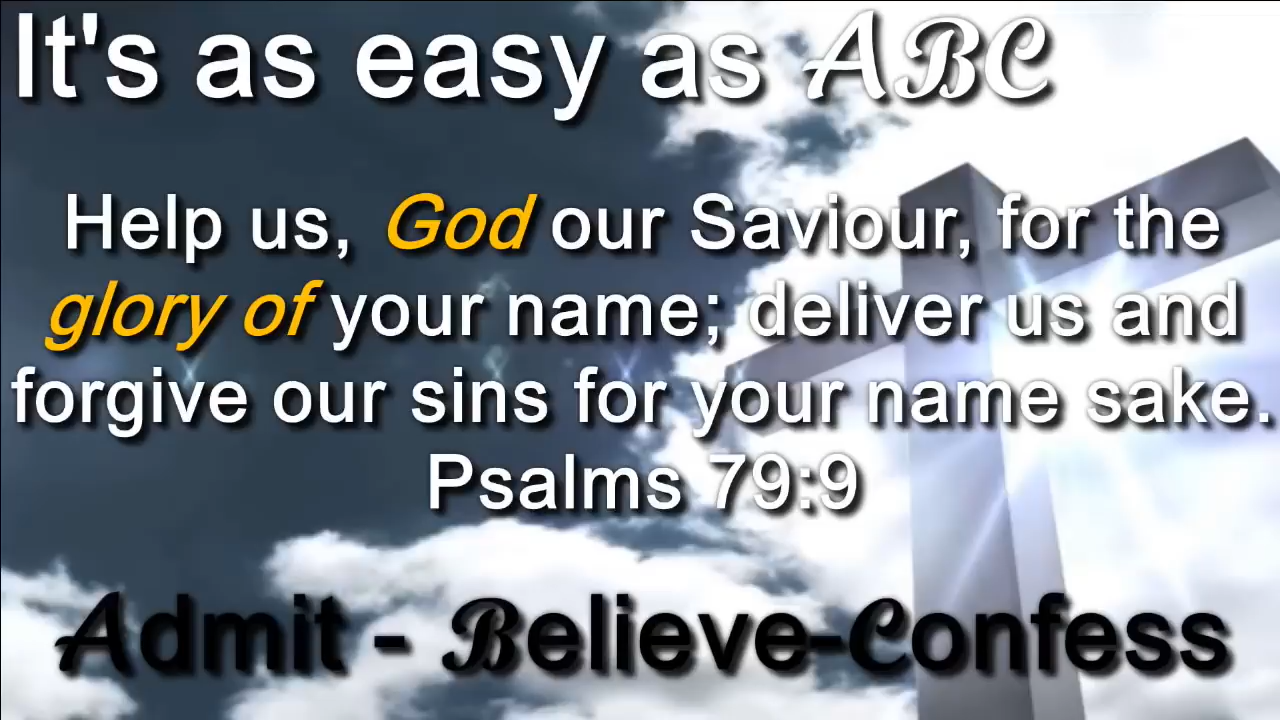 It's as easy as ABC
Help us, God our Saviour, for the
glory of your name; deliver us and
forgive our sins for your name sake.
Psalms 79:9
Admit - Believe-Confess